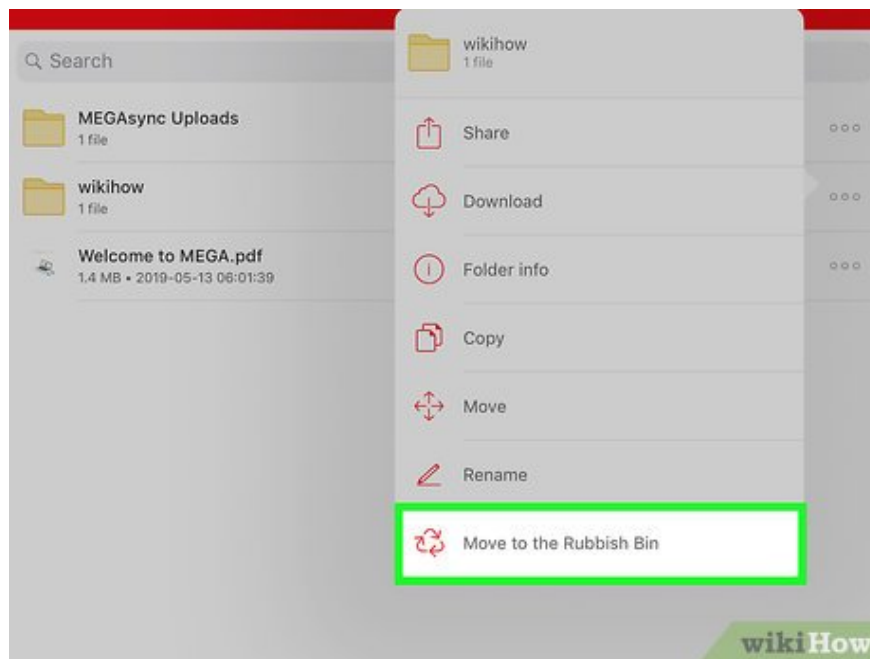 Search
MEGAsync Uploads
1 file
wikihow
1 file
Welcome to MEGA.pdf
1.4 MB • 2019-05-13 06:01:39
wikihow
1 file
Share
Download
Folder info
Copy
Move
Rename
Move to the Rubbish Bin
wikiHow